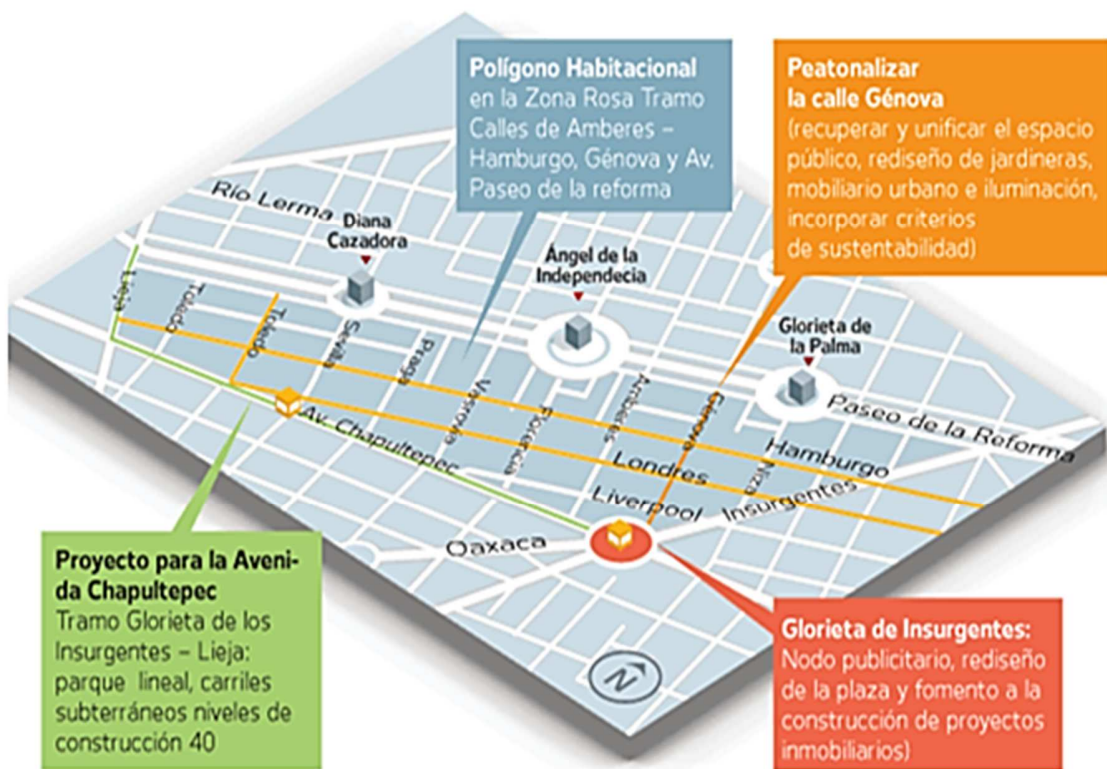 Polígono Habitacional
en la Zona Rosa Tramo
Calles de Amberes –
Hamburgo, Génova y Av.
Paseo de la reforma
Peatonalizar
la calle Génova
(recuperar y unificar el espacio
público, rediseño de jardineras,
mobiliario urbano e iluminación,
incorporar criterios
de sustentabilidad)
Río Lerma
Diana
Cazadora
Ángel de la
Independecia
Glorieta de
la Palma
Lieja
Toledo
Toledo
Sevilla
Praga
Varsovia
Florencia
Amberes
Génova
Niza
Paseo de la Reforma
Hamburgo
Londres
Liverpool
Insurgentes
Av. Chapultepec
Oaxaca
Proyecto para la Aveni-
da Chapultepec
Tramo Glorieta de los
Insurgentes – Lieja:
parque lineal, carriles
subterráneos niveles de
construcción 40
Glorieta de Insurgentes:
Nodo publicitario, rediseño
de la plaza y fomento a la
construcción de proyectos
inmobiliarios)
N